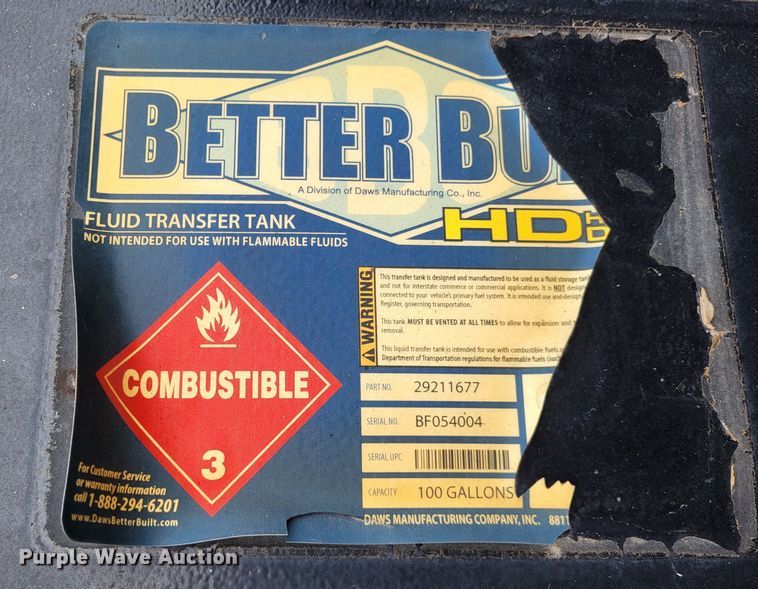 BETTER
A Division of Daws Manufacturing Co., Inc.
HD
FLUID TRANSFER TANK
NOT INTENDED FOR USE WITH FLAMMABLE FLUIDS
WARNING
This transfer tank is designed and manufactured to be used as a fluid storage
and not for interstate commerce or commercial applications. It is NOT
connected to your vehicle's primary fuel system. It is intended use and
Register, governing transportation.
This tank MUST BE VENTED AT ALL TIMES to allow for expansion and
removal.
This liquid transfer tank is intended for use with combustible fuels
Department of Transportation regulations for flammable fuels
COMBUSTIBLE
3
PART NO. 29211677
SERIAL NO. BF054004
SERIAL UPC
CAPACITY 100 GALLONS
For Customer Service
or warranty information
call 1-888-294-6201
www.DawsBetterBuilt.com
DAWS MANUFACTURING COMPANY, INC. 8811
Purple Wave Auction